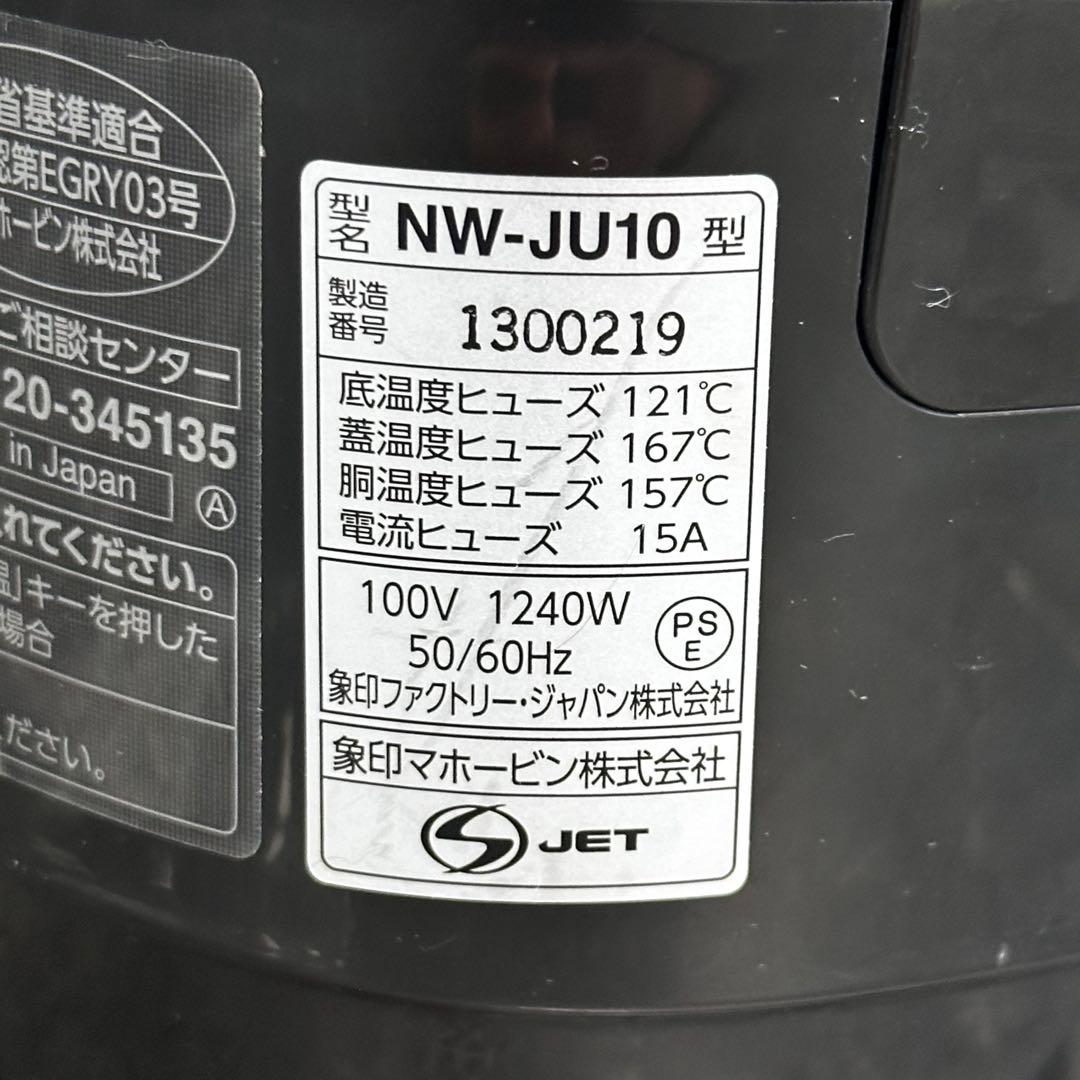 省基準適合
認第EGRY03号
ホービン株式会社
ご相談センター
20-345135
in Japan
Ⓐ
れてください。
温」キーを押した
場合
ください。
型名 NW-JU10 型
製造番号 1300219
底温度ヒューズ 121℃
蓋温度ヒューズ 167℃
胴温度ヒューズ 157℃
電流ヒューズ 15A
100V 1240W
50/60Hz
PSE
象印ファクトリー・ジャパン株式会社
象印マホービン株式会社
S JET